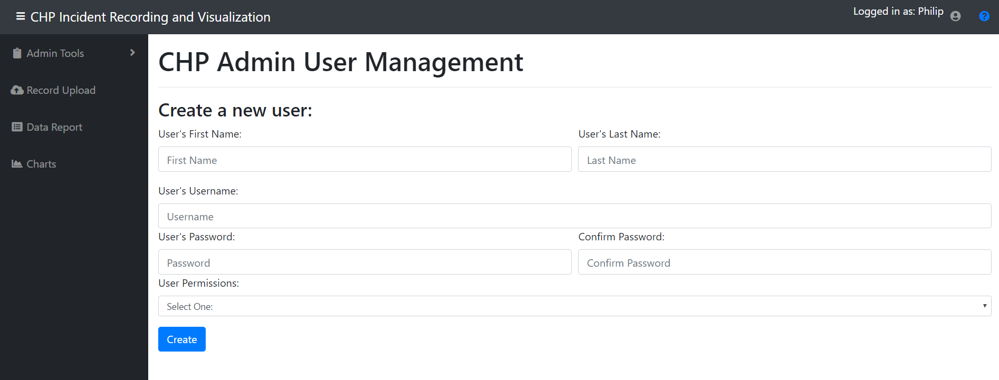 CHP Incident Recording and Visualization
Logged in as: Philip
Admin Tools
Record Upload
Data Report
Charts
CHP Admin User Management
Create a new user:
User's First Name:
User's Last Name:
First Name
Last Name
User's Username:
Username
User's Password:
Confirm Password:
Password
Confirm Password
User Permissions:
Select One:
Create